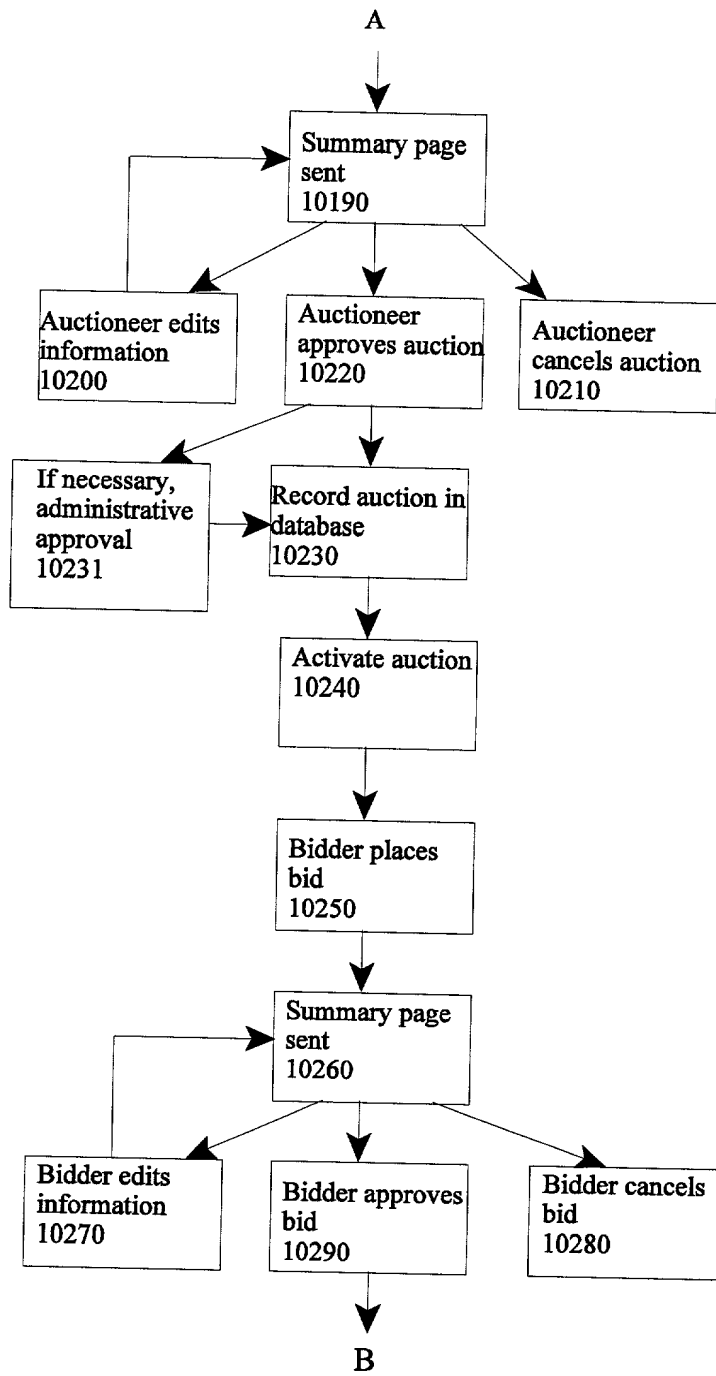 A
Summary page
sent
10190
Auctioneer edits
information
10200
Auctioneer
approves auction
10220
Auctioneer
cancels auction
10210
If necessary,
administrative
approval
10231
Record auction in
database
10230
Activate auction
10240
Bidder places
bid
10250
Summary page
sent
10260
Bidder edits
information
10270
Bidder approves
bid
10290
Bidder cancels
bid
10280
B